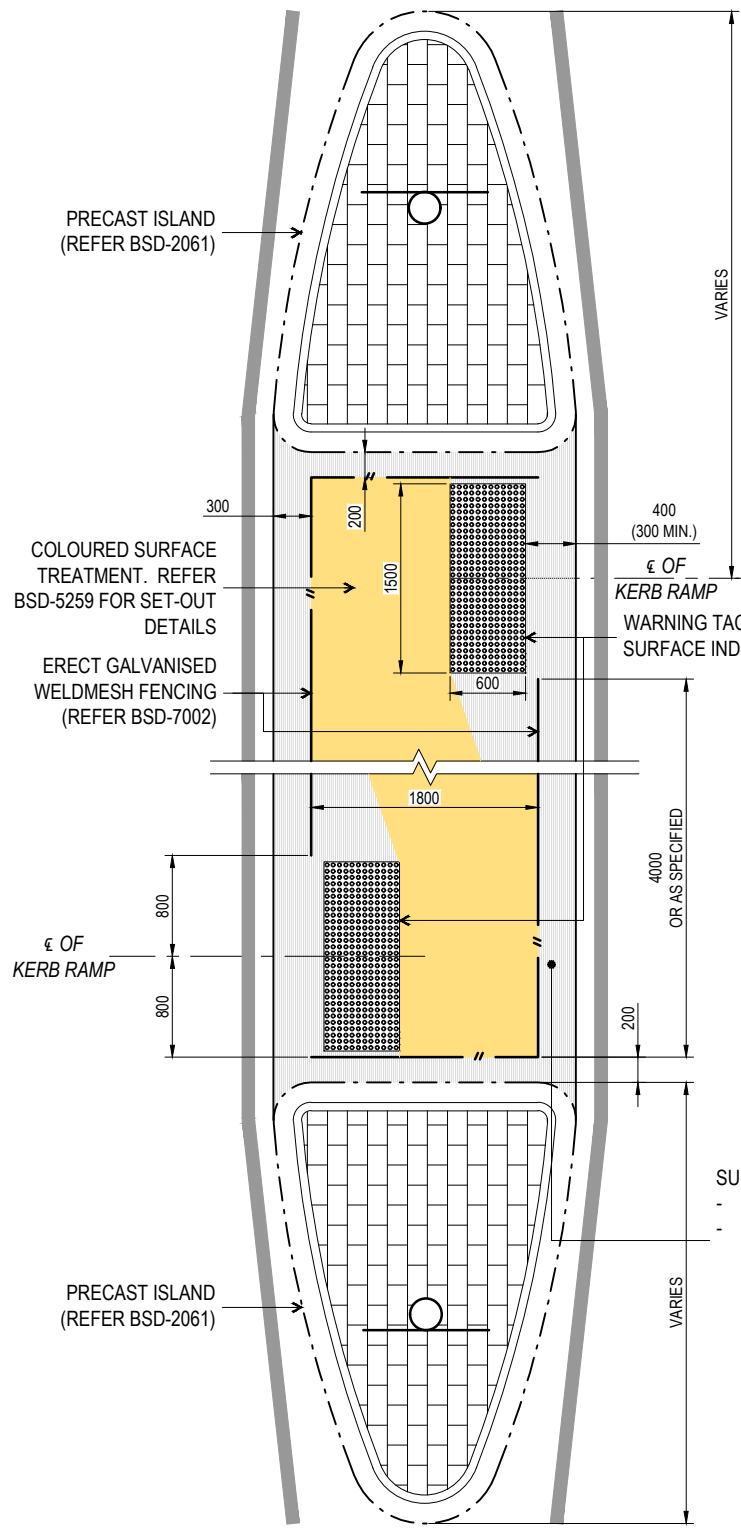 VARIES
PRECAST ISLAND
(REFER BSD-2061)
300
200
400
(300 MIN.)
COLOURED SURFACE
TREATMENT. REFER
BSD-5259 FOR SET-OUT
DETAILS
1500
℄ OF
KERB RAMP
WARNING TAC
SURFACE IND
600
ERECT GALVANISED
WELDMESH FENCING
(REFER BSD-7002)
1800
4000
OR AS SPECIFIED
800
℄ OF
KERB RAMP
800
200
SU
-
-
PRECAST ISLAND
(REFER BSD-2061)
VARIES